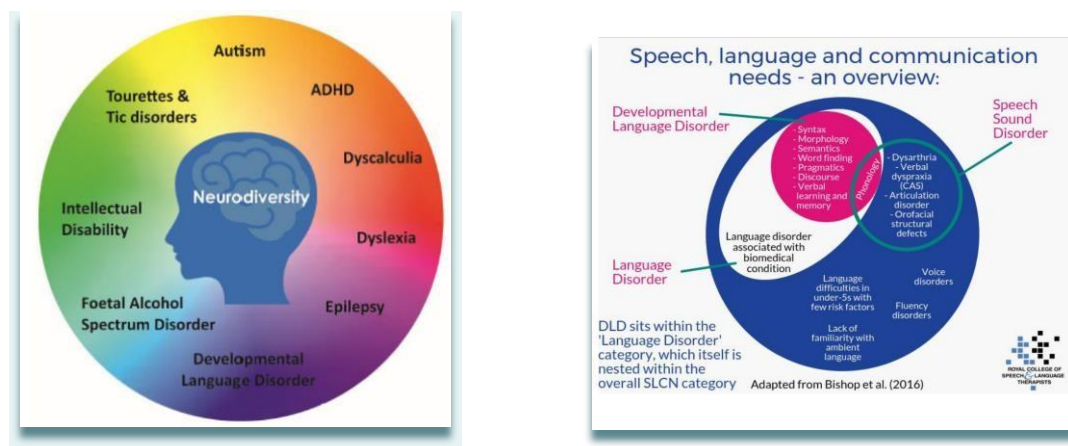 Autism
ADHD
Tourettes &
Tic disorders
Dyscalculia
Neurodiversity
Intellectual
Disability
Dyslexia
Foetal Alcohol
Spectrum Disorder
Epilepsy
Developmental
Language Disorder
Speech, language and communication
needs - an overview:
Developmental
Language Disorder
Speech
Sound
Disorder
- Syntax
- Morphology
- Semantics
- Word finding
- Pragmatics
- Discourse
- Verbal
learning and
memory
Phonology
- Dysarthria
- Verbal
dyspraxia
(CAS)
- Articulation
disorder
- Orofacial
structural
defects
Language disorder
associated with
biomedical
condition
Language
Disorder
Language
difficulties in
under-5s with
few risk factors
Voice
disorders
Fluency
disorders
Lack of
familiarity with
ambient
language
DLD sits within the
'Language Disorder'
category, which itself is
nested within the
overall SLCN category
Adapted from Bishop et al. (2016)
ROYAL COLLEGE OF
SPEECH & LANGUAGE
THERAPISTS